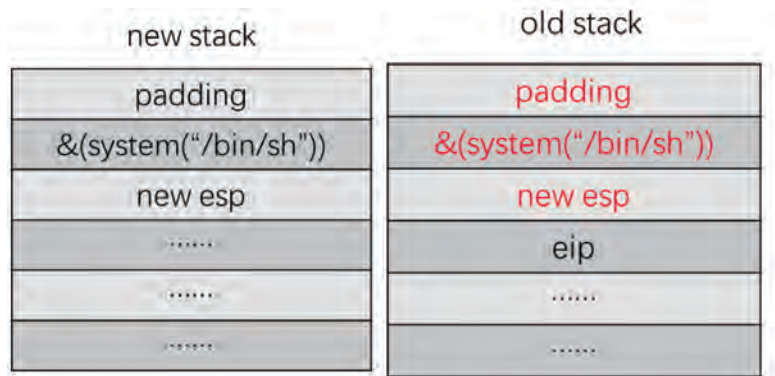 new stack
padding
&(system(“/bin/sh”))
new esp
......
......
......
old stack
padding
&(system(“/bin/sh”))
new esp
eip
......
......